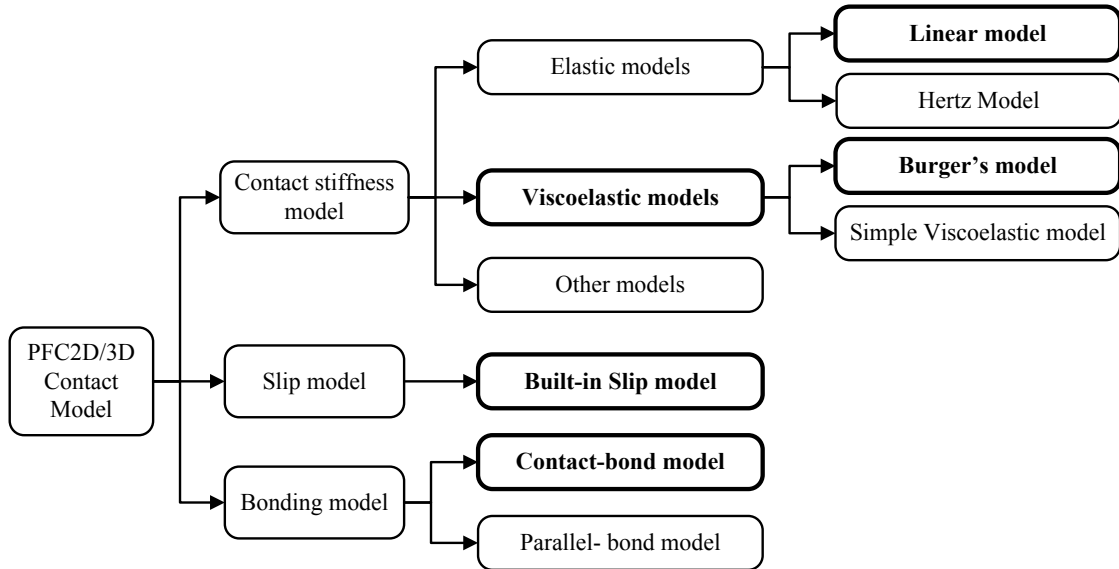 Linear model
Elastic models
Hertz Model
Burger’s model
Contact stiffness
model
Viscoelastic models
Simple Viscoelastic model
Other models
PFC2D/3D
Contact
Model
Slip model
Built-in Slip model
Contact-bond model
Bonding model
Parallel- bond model